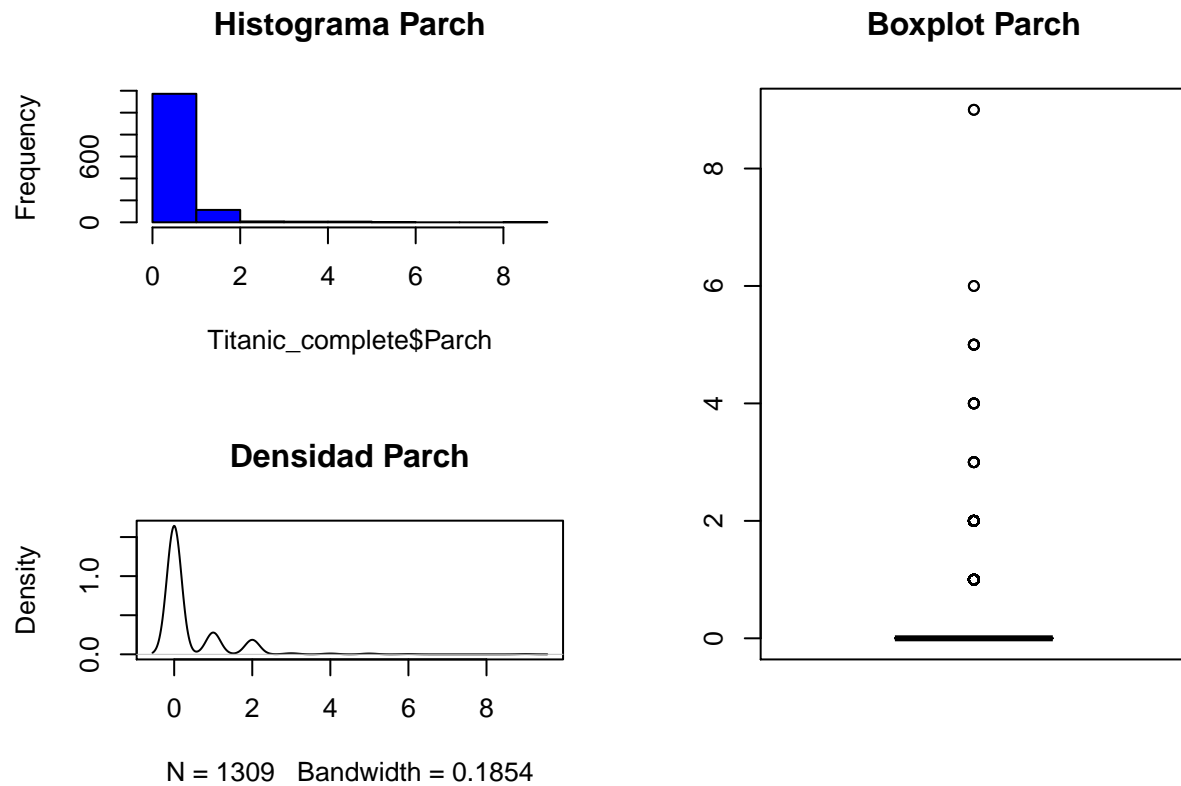 Histograma Parch
Frequency
600
0
0 2 4 6 8
Titanic_complete$Parch
Densidad Parch
Density
1.0
0.0
0 2 4 6 8
N = 1309 Bandwidth = 0.1854
Boxplot Parch
8
6
4
2
0